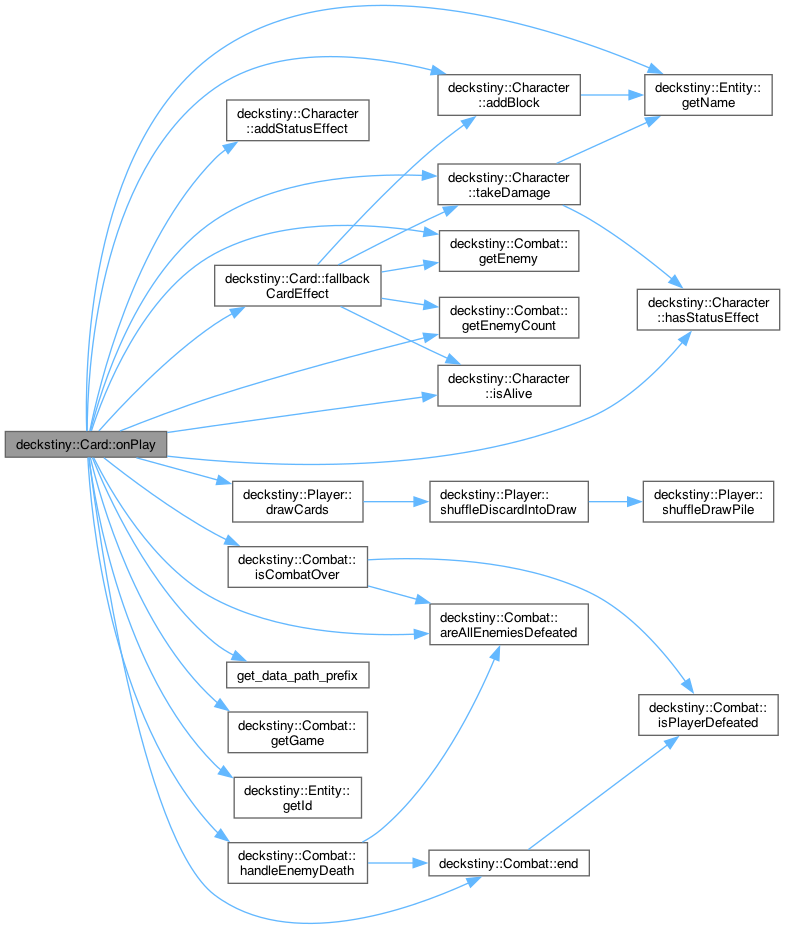 deckstiny::Character
::addBlock
deckstiny::Entity::
getName
deckstiny::Character
::addStatusEffect
deckstiny::Character
::takeDamage
deckstiny::Combat::
getEnemy
deckstiny::Card::fallback
CardEffect
deckstiny::Combat::
getEnemyCount
deckstiny::Character
::hasStatusEffect
deckstiny::Character
::isAlive
deckstiny::Card::onPlay
deckstiny::Player::
drawCards
deckstiny::Player::
shuffleDiscardIntoDraw
deckstiny::Player::
shuffleDrawPile
deckstiny::Combat::
isCombatOver
deckstiny::Combat::
areAllEnemiesDefeated
get_data_path_prefix
deckstiny::Combat::
isPlayerDefeated
deckstiny::Combat::
getGame
deckstiny::Entity::
getId
deckstiny::Combat::
handleEnemyDeath
deckstiny::Combat::end